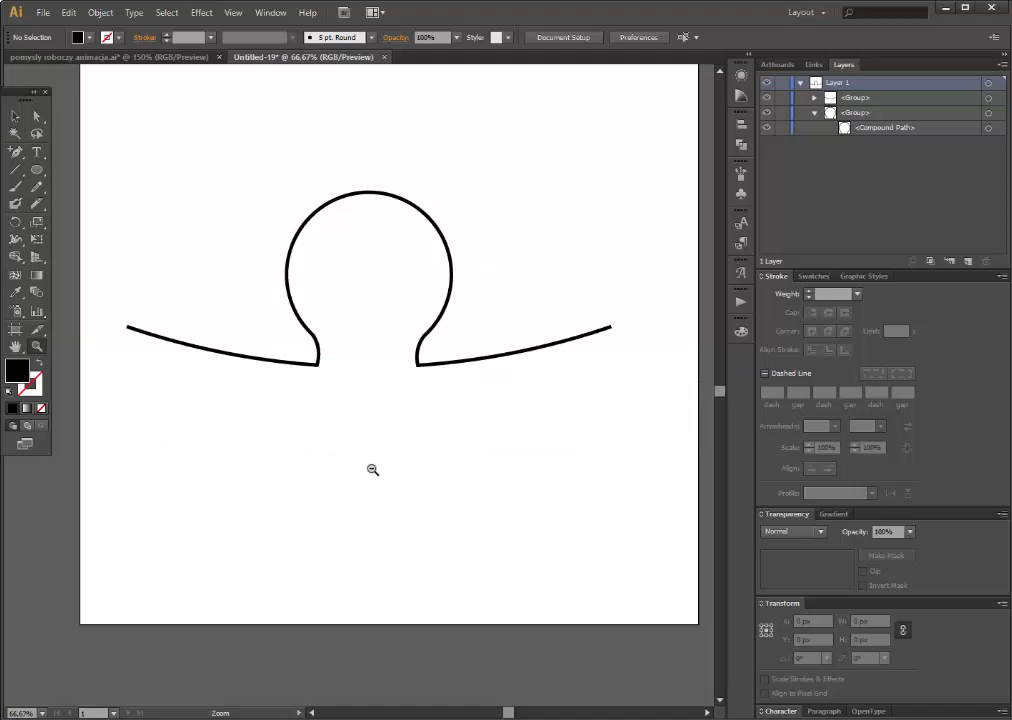 Ai File Edit Object Type Select Effect View Window Help Layout
No Selection Stroke: 5 pt. Round Opacity: 100% Style: Document Setup Preferences
pomysły roboczy animacja.ai* @ 150% (RGB/Preview) × Untitled-19* @ 66,67% (RGB/Preview) ×
Artboards Links Layers
Layer 1
<Group>
<Group>
<Compound Path>
1 Layer
Stroke Swatches Graphic Styles
Weight:
Cap:
Corner: Limit: x
Align Stroke:
Dashed Line
dash gap dash gap dash gap
Arrowheads:
Scale: 100% 100%
Align:
Profile:
Transparency Gradient
Normal Opacity: 100%
Make Mask
Clip
Invert Mask
Transform
X: 0 px W: 0 px
Y: 0 px H: 0 px
0° 0°
Scale Strokes & Effects
Align to Pixel Grid
Character Paragraph OpenType
66,67% 1 Zoom